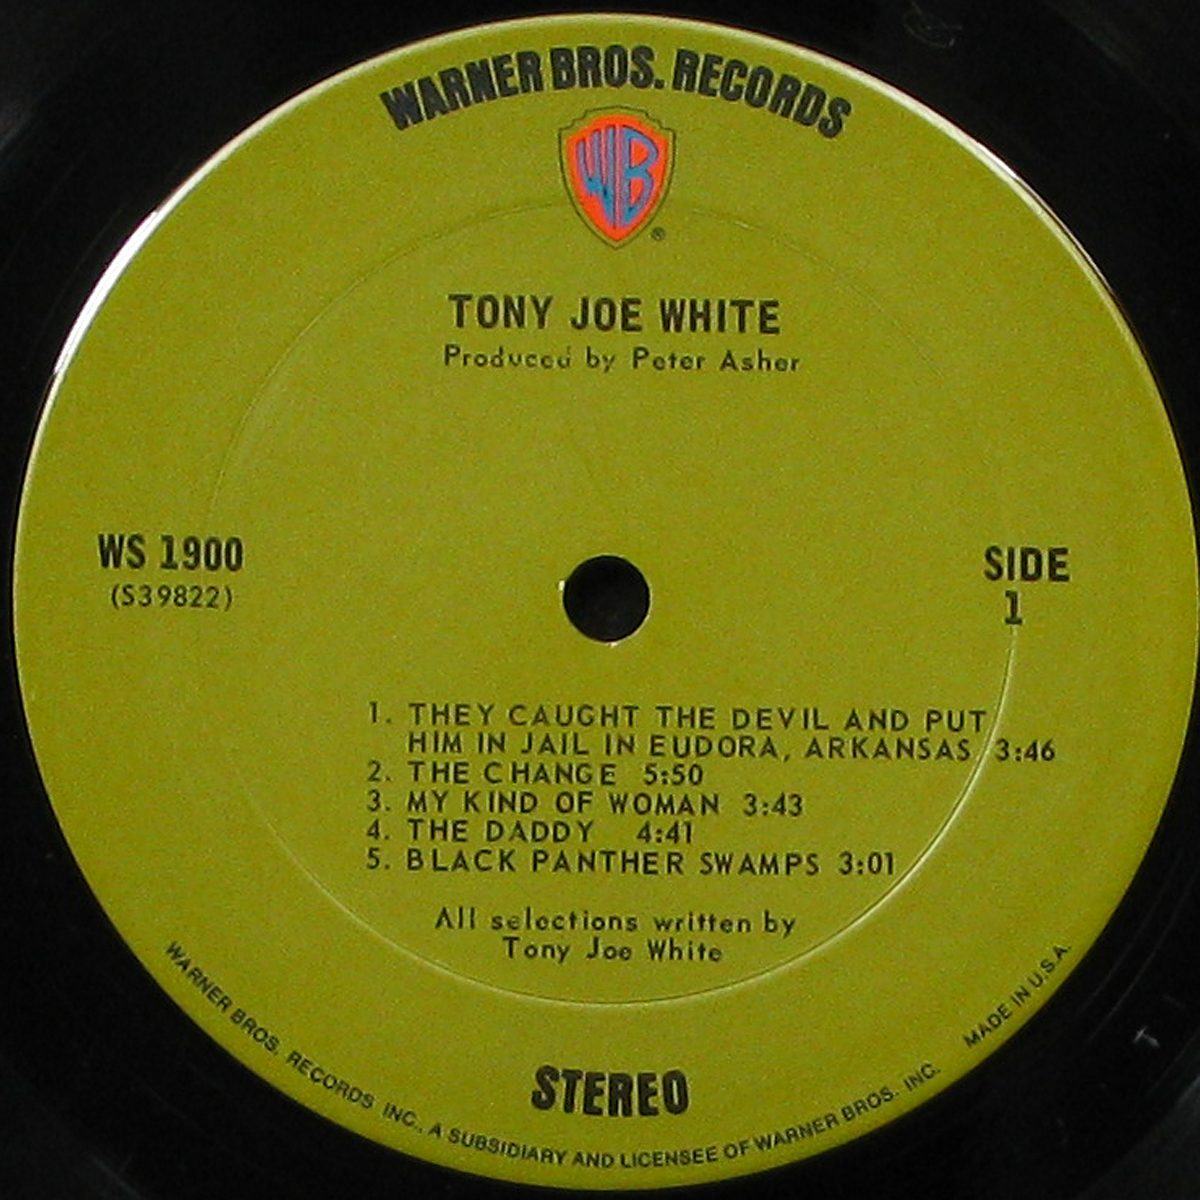 WARNER BROS. RECORDS
WB
®
TONY JOE WHITE
Produced by Peter Asher
WS 1900
(S39822)
SIDE
1
1. THEY CAUGHT THE DEVIL AND PUT
HIM IN JAIL IN EUDORA, ARKANSAS 3:46
2. THE CHANGE 5:50
3. MY KIND OF WOMAN 3:43
4. THE DADDY 4:41
5. BLACK PANTHER SWAMPS 3:01
All selections written by
Tony Joe White
STEREO
WARNER BROS. RECORDS INC., A SUBSIDIARY AND LICENSEE OF WARNER BROS. INC. MADE IN U.S.A.